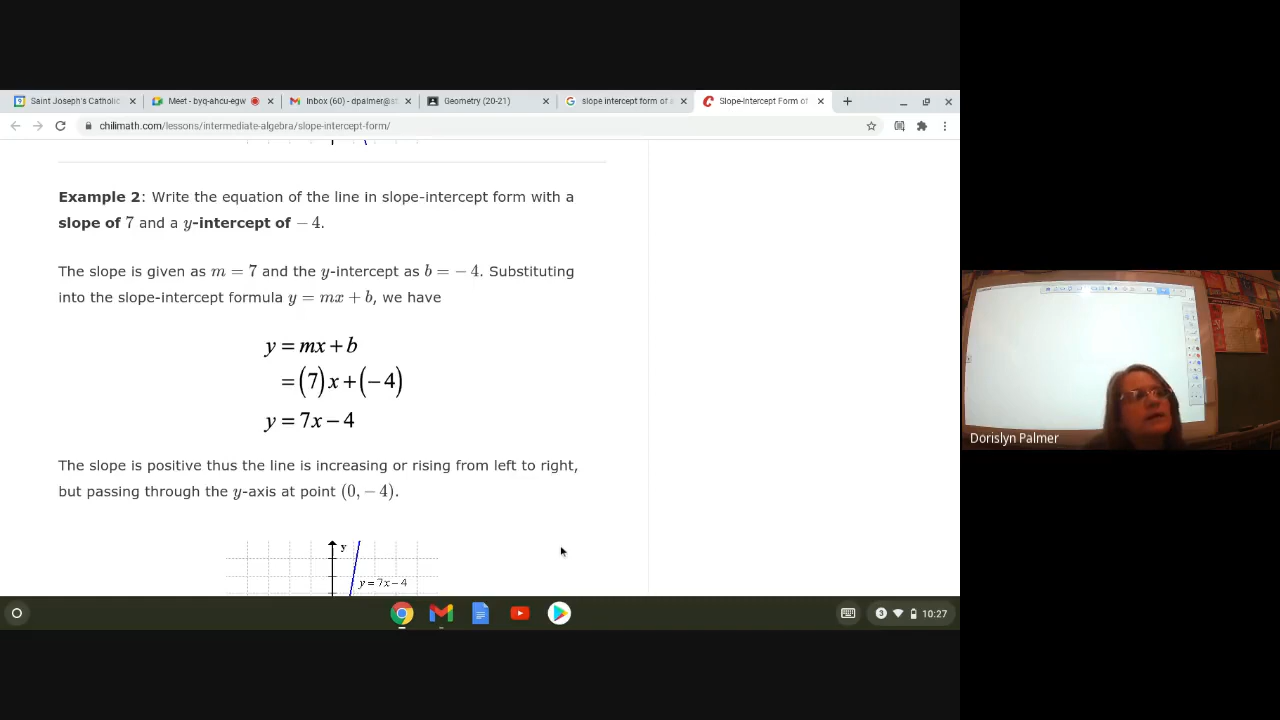 Saint Joseph's Catholic
Meet - byq-ahcu-egw
Inbox (60) - dpalmer@st
Geometry (20-21)
slope intercept form of a
Slope-Intercept Form of
chilimath.com/lessons/intermediate-algebra/slope-intercept-form/
Example 2: Write the equation of the line in slope-intercept form with a
slope of 7 and a y-intercept of − 4.
The slope is given as m = 7 and the y-intercept as b = − 4. Substituting
into the slope-intercept formula y = mx + b, we have
y = mx + b
= (7) x + (− 4)
y = 7x − 4
The slope is positive thus the line is increasing or rising from left to right,
but passing through the y-axis at point (0, − 4).
y
y = 7x − 4
3
10:27
Dorislyn Palmer